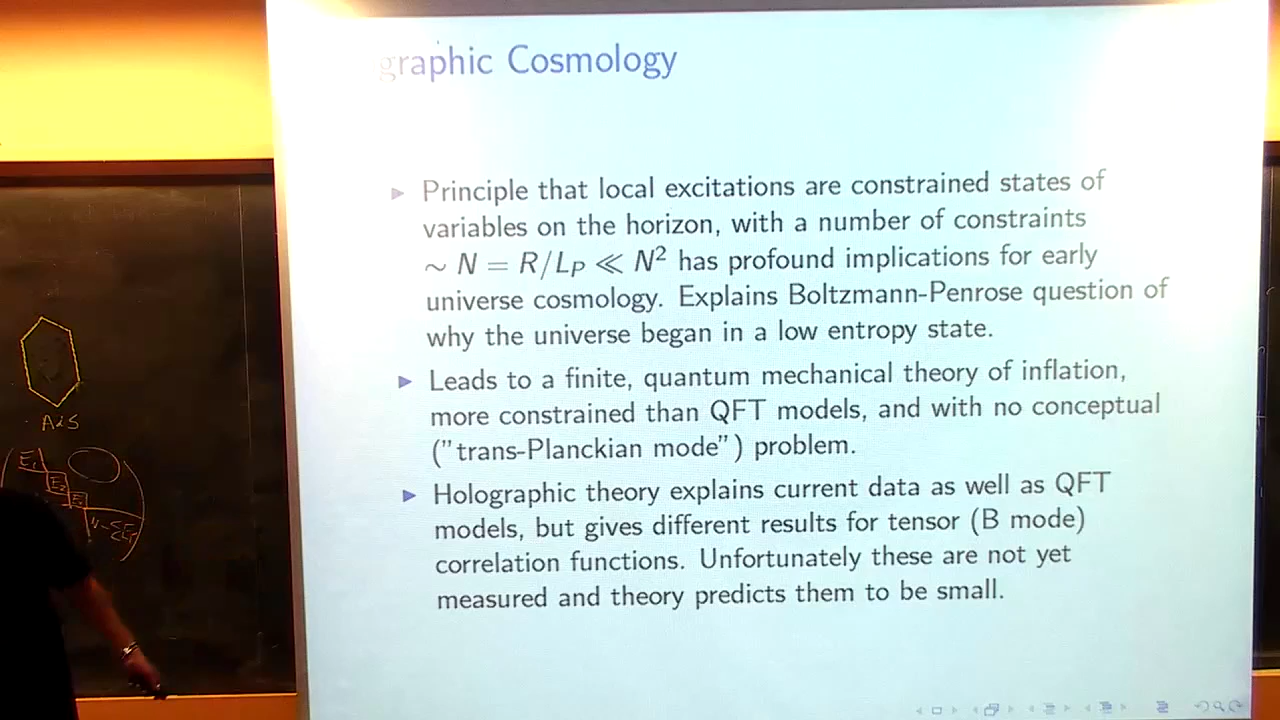 graphic Cosmology
Principle that local excitations are constrained states of
variables on the horizon, with a number of constraints
∼ N = R/L_P ≪ N² has profound implications for early
universe cosmology. Explains Boltzmann-Penrose question of
why the universe began in a low entropy state.
Leads to a finite, quantum mechanical theory of inflation,
more constrained than QFT models, and with no conceptual
("trans-Planckian mode") problem.
Holographic theory explains current data as well as QFT
models, but gives different results for tensor (B mode)
correlation functions. Unfortunately these are not yet
measured and theory predicts them to be small.
E₁
E₂